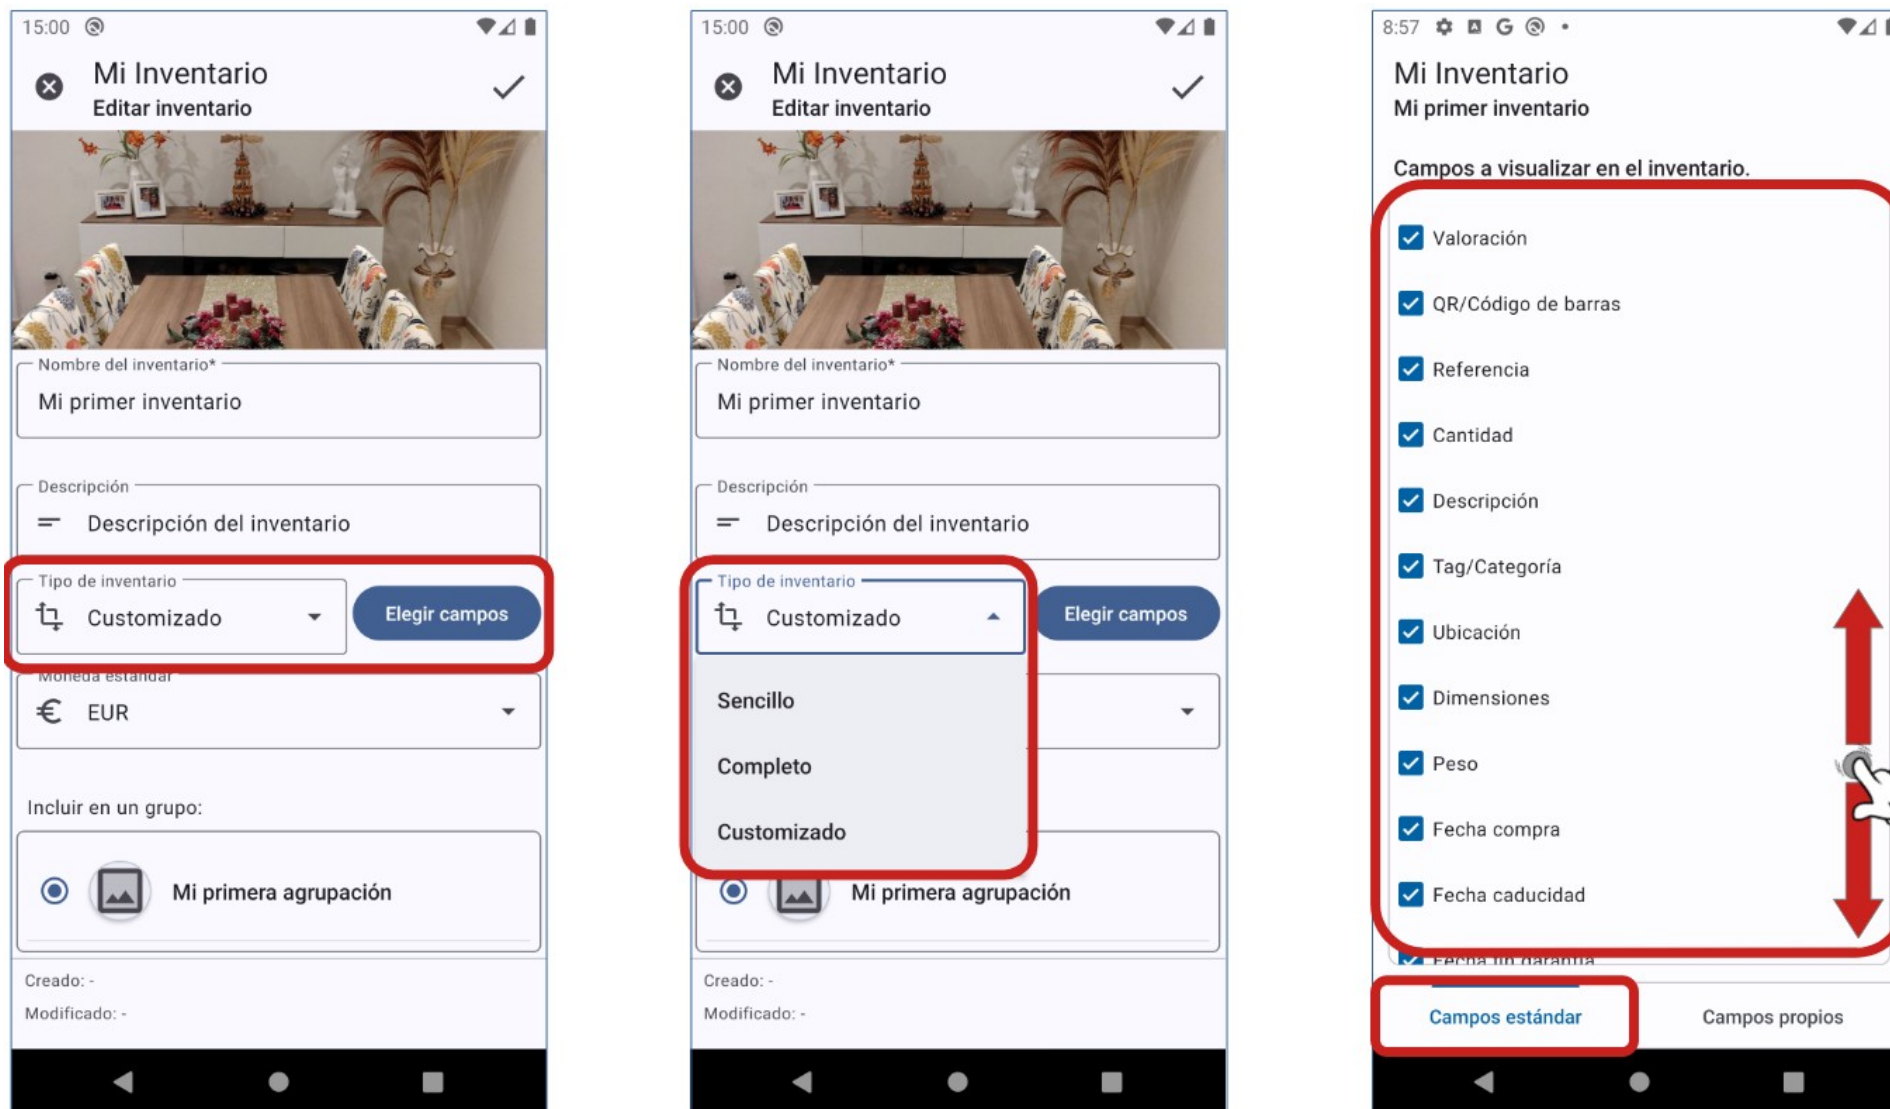 15:00
Mi Inventario
Editar inventario
Nombre del inventario*
Mi primer inventario
Descripción
Descripción del inventario
Tipo de inventario
Customizado
Elegir campos
Moneda estándar
EUR
Incluir en un grupo:
Mi primera agrupación
Creado: -
Modificado: -
15:00
Mi Inventario
Editar inventario
Nombre del inventario*
Mi primer inventario
Descripción
Descripción del inventario
Tipo de inventario
Customizado
Elegir campos
Sencillo
Completo
Customizado
Mi primera agrupación
Creado: -
Modificado: -
8:57 G
Mi Inventario
Mi primer inventario
Campos a visualizar en el inventario.
Valoración
QR/Código de barras
Referencia
Cantidad
Descripción
Tag/Categoría
Ubicación
Dimensiones
Peso
Fecha compra
Fecha caducidad
Fecha fin garantía
Campos estándar
Campos propios